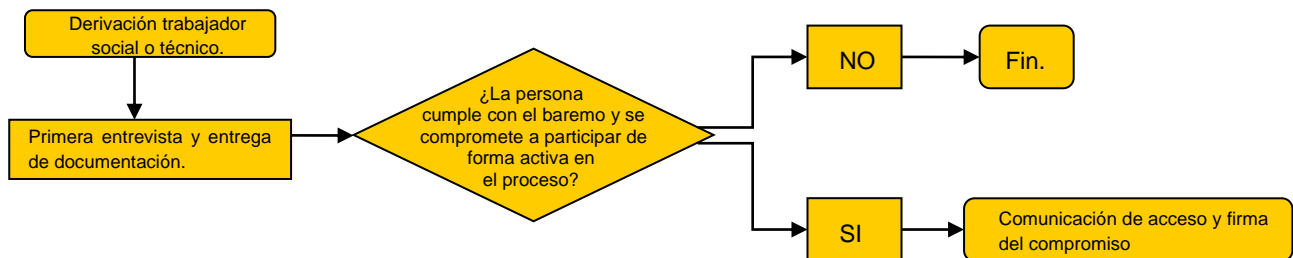 Derivación trabajador
social o técnico.
Primera entrevista y entrega
de documentación.
¿La persona
cumple con el baremo y se
compromete a participar de
forma activa en
el proceso?
NO
Fin.
SI
Comunicación de acceso y firma
del compromiso